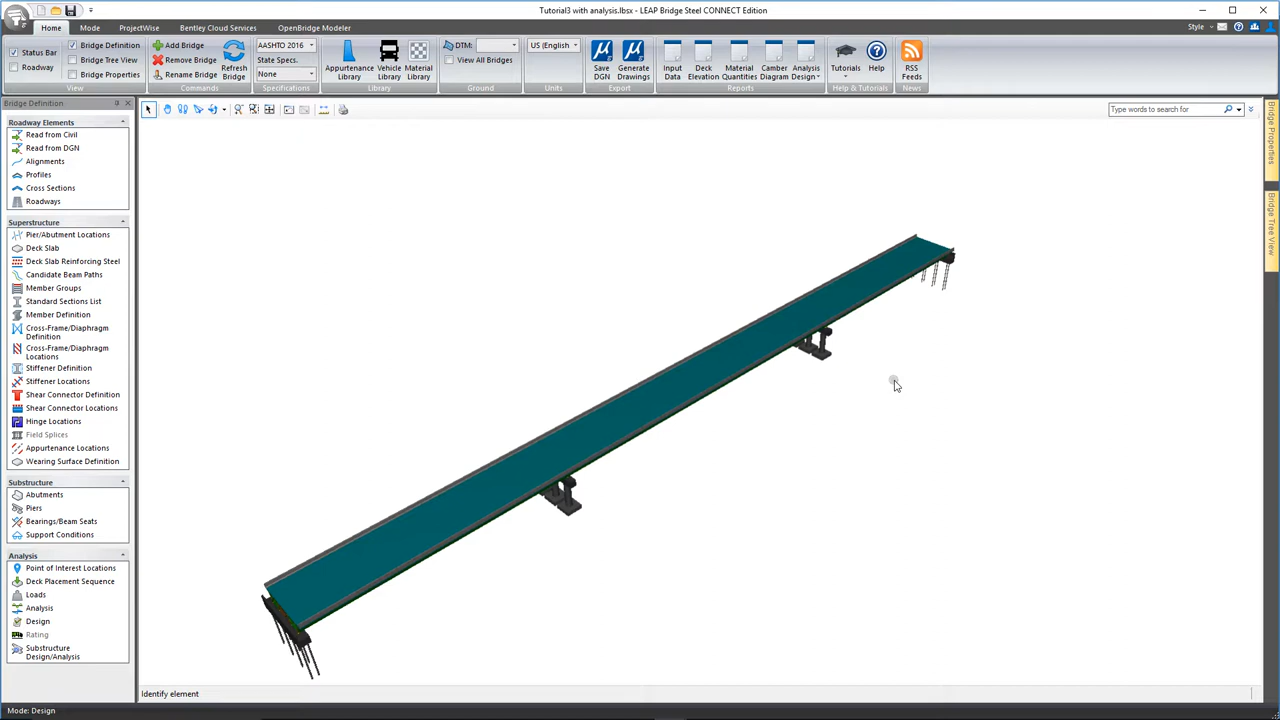 Tutorial3 with analysis.lbsx - LEAP Bridge Steel CONNECT Edition
Home Mode ProjectWise Bentley Cloud Services OpenBridge Modeler Style
Status Bar
Roadway
Bridge Definition
Bridge Tree View
Bridge Properties
View
Add Bridge
Remove Bridge
Rename Bridge
Refresh Bridge
Commands
AASHTO 2016
State Specs.
None
Specifications
Appurtenance Library
Vehicle Library
Material Library
Library
DTM:
View All Bridges
Ground
US (English
Units
Save DGN
Generate Drawings
Export
Input Data
Deck Elevation
Material Quantities
Camber Diagram
Analysis Design
Reports
Tutorials
Help
Help & Tutorials
RSS Feeds
News
Bridge Definition
Type words to search for
Roadway Elements
Read from Civil
Read from DGN
Alignments
Profiles
Cross Sections
Roadways
Superstructure
Pier/Abutment Locations
Deck Slab
Deck Slab Reinforcing Steel
Candidate Beam Paths
Member Groups
Standard Sections List
Member Definition
Cross-Frame/Diaphragm
Definition
Cross-Frame/Diaphragm
Locations
Stiffener Definition
Stiffener Locations
Shear Connector Definition
Shear Connector Locations
Hinge Locations
Field Splices
Appurtenance Locations
Wearing Surface Definition
Substructure
Abutments
Piers
Bearings/Beam Seats
Support Conditions
Analysis
Point of Interest Locations
Deck Placement Sequence
Loads
Analysis
Design
Rating
Substructure
Design/Analysis
Bridge Properties
Bridge Tree View
Identify element
Mode: Design